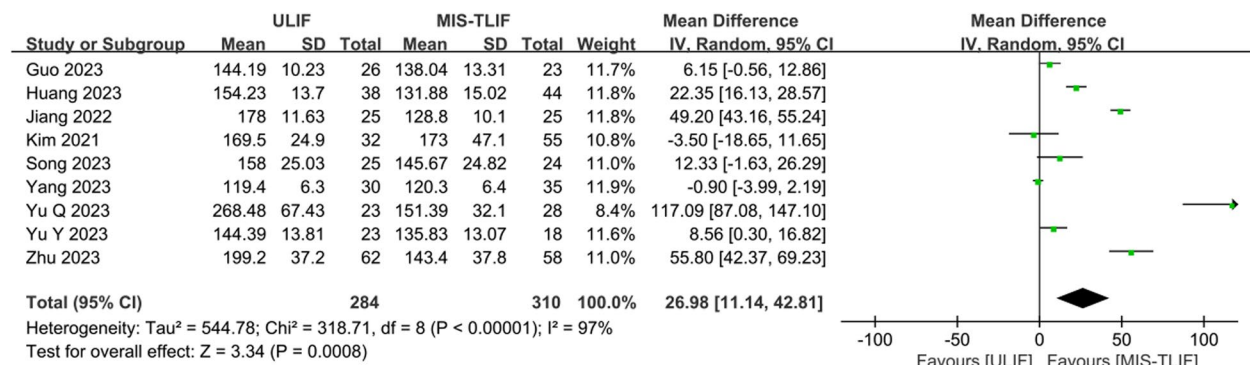 ULIF MIS-TLIF Mean Difference Mean Difference
Study or Subgroup Mean SD Total Mean SD Total Weight IV, Random, 95% CI IV, Random, 95% CI
Guo 2023 144.19 10.23 26 138.04 13.31 23 11.7% 6.15 [-0.56, 12.86]
Huang 2023 154.23 13.7 38 131.88 15.02 44 11.8% 22.35 [16.13, 28.57]
Jiang 2022 178 11.63 25 128.8 10.1 25 11.8% 49.20 [43.16, 55.24]
Kim 2021 169.5 24.9 32 173 47.1 55 10.8% -3.50 [-18.65, 11.65]
Song 2023 158 25.03 25 145.67 24.82 24 11.0% 12.33 [-1.63, 26.29]
Yang 2023 119.4 6.3 30 120.3 6.4 35 11.9% -0.90 [-3.99, 2.19]
Yu Q 2023 268.48 67.43 23 151.39 32.1 28 8.4% 117.09 [87.08, 147.10]
Yu Y 2023 144.39 13.81 23 135.83 13.07 18 11.6% 8.56 [0.30, 16.82]
Zhu 2023 199.2 37.2 62 143.4 37.8 58 11.0% 55.80 [42.37, 69.23]
Total (95% CI) 284 310 100.0% 26.98 [11.14, 42.81]
Heterogeneity: Tau² = 544.78; Chi² = 318.71, df = 8 (P < 0.00001); I² = 97%
Test for overall effect: Z = 3.34 (P = 0.0008)
-100 -50 0 50 100
Favours [ULIF] Favours [MIS-TLIF]